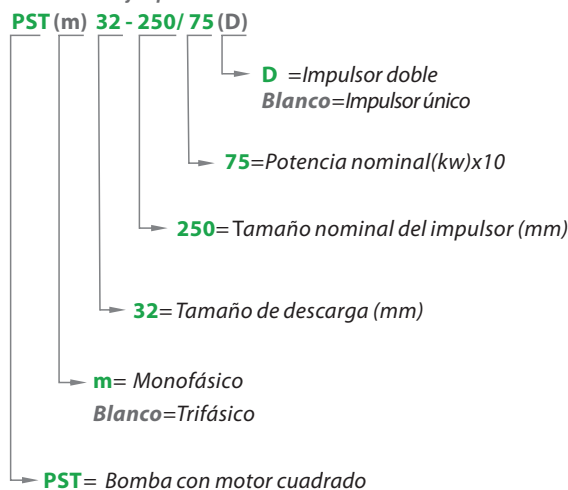 PST (m) 32 - 250/ 75 (D)
D =Impulsor doble
Blanco=Impulsor único
75=Potencia nominal(kw)x10
250=Tamaño nominal del impulsor (mm)
32=Tamaño de descarga (mm)
m= Monofásico
Blanco=Trifásico
PST= Bomba con motor cuadrado